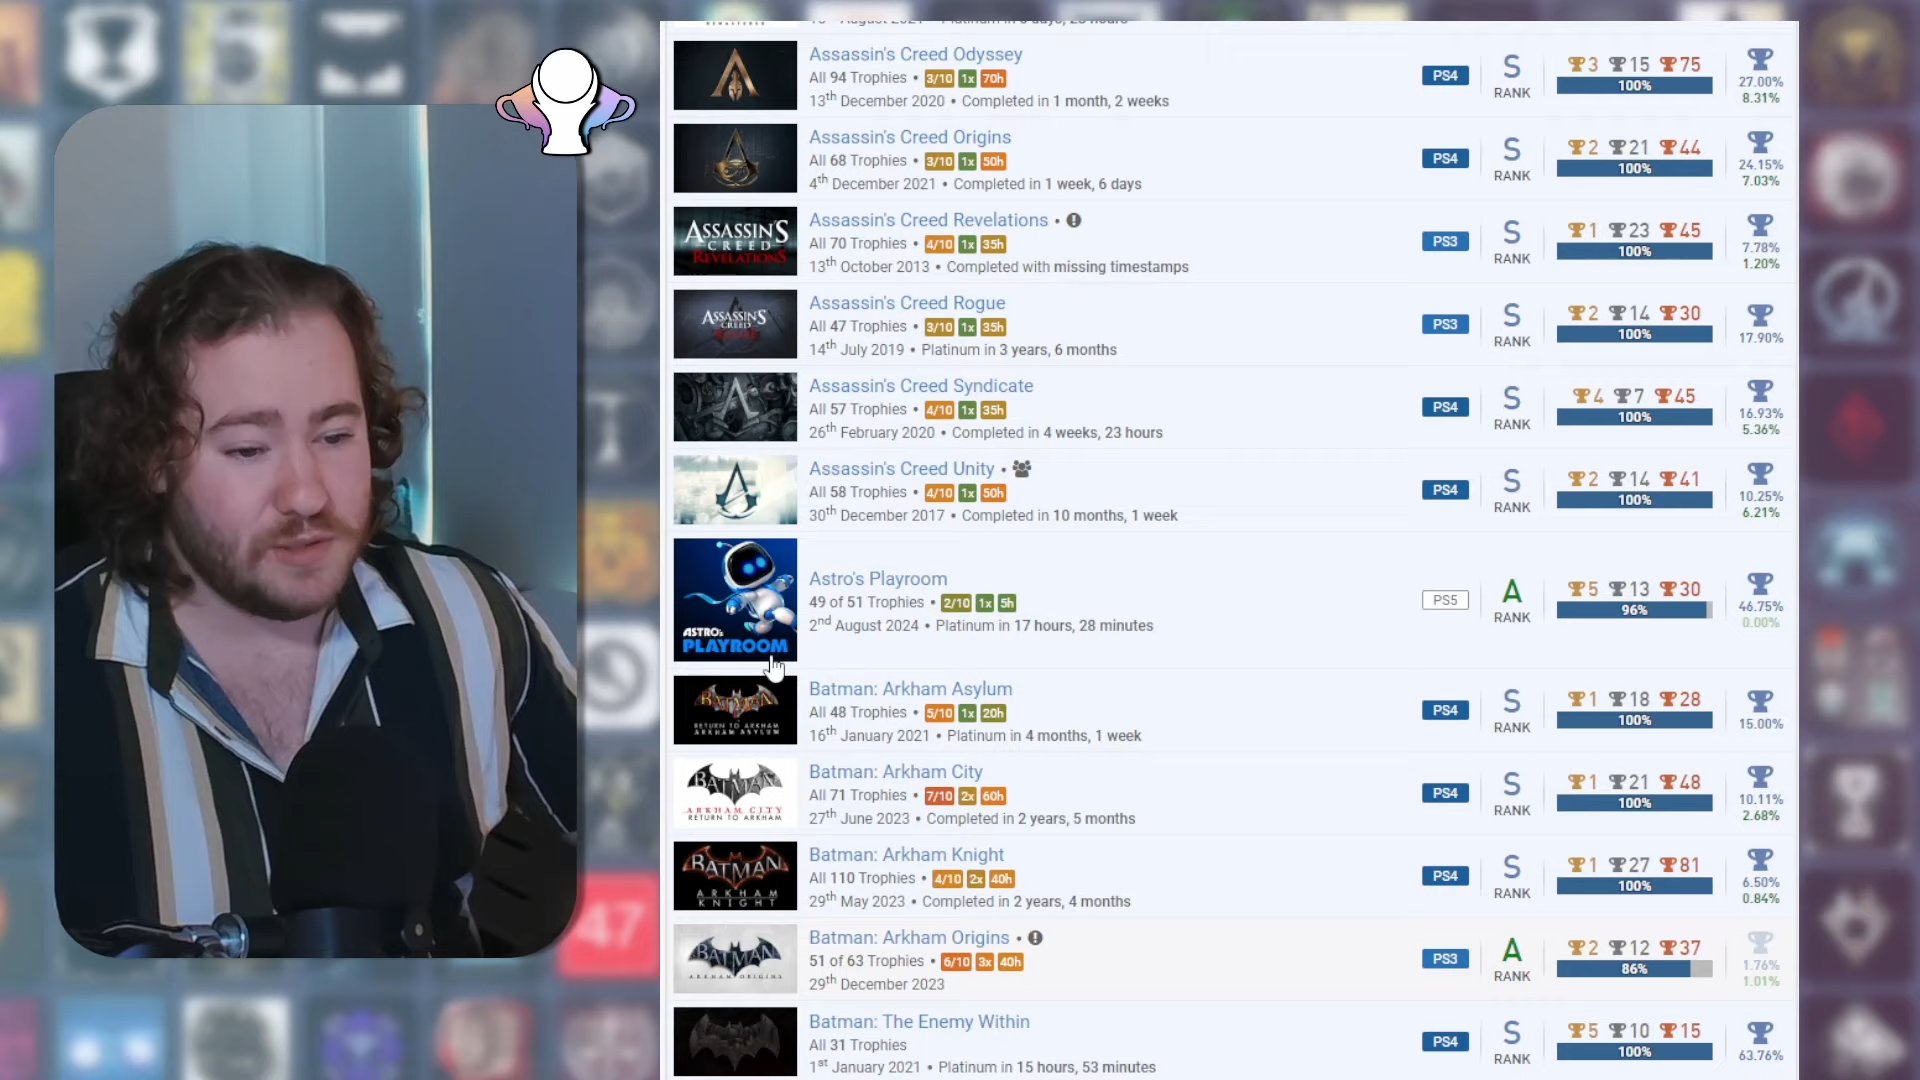 REMASTERED
Assassin's Creed Odyssey
All 94 Trophies • 3/10 1x 70h
13th December 2020 • Completed in 1 month, 2 weeks
PS4
S
RANK
3 15 75
100%
27.00%
8.31%
Assassin's Creed Origins
All 68 Trophies • 3/10 1x 50h
4th December 2021 • Completed in 1 week, 6 days
PS4
S
RANK
2 21 44
100%
24.15%
7.03%
ASSASSIN'S
CREED
REVELATIONS
Assassin's Creed Revelations •
All 70 Trophies • 4/10 1x 35h
13th October 2013 • Completed with missing timestamps
PS3
S
RANK
1 23 45
100%
7.78%
1.20%
ASSASSIN'S
CREED
ROGUE
Assassin's Creed Rogue
All 47 Trophies • 3/10 1x 35h
14th July 2019 • Platinum in 3 years, 6 months
PS3
S
RANK
2 14 30
100%
17.90%
Assassin's Creed Syndicate
All 57 Trophies • 4/10 1x 35h
26th February 2020 • Completed in 4 weeks, 23 hours
PS4
S
RANK
4 7 45
100%
16.93%
5.36%
Assassin's Creed Unity •
All 58 Trophies • 4/10 1x 50h
30th December 2017 • Completed in 10 months, 1 week
PS4
S
RANK
2 14 41
100%
10.25%
6.21%
ASTRO's
PLAYROOM
Astro's Playroom
49 of 51 Trophies • 2/10 1x 5h
2nd August 2024 • Platinum in 17 hours, 28 minutes
PS5
A
RANK
5 13 30
96%
46.75%
0.00%
BATMAN
RETURN TO ARKHAM
ARKHAM ASYLUM
Batman: Arkham Asylum
All 48 Trophies • 5/10 1x 20h
16th January 2021 • Platinum in 4 months, 1 week
PS4
S
RANK
1 18 28
100%
15.00%
BATMAN
ARKHAM CITY
RETURN TO ARKHAM
Batman: Arkham City
All 71 Trophies • 7/10 2x 60h
27th June 2023 • Completed in 2 years, 5 months
PS4
S
RANK
1 21 48
100%
10.11%
2.68%
BATMAN
ARKHAM
KNIGHT
Batman: Arkham Knight
All 110 Trophies • 4/10 2x 40h
29th May 2023 • Completed in 2 years, 4 months
PS4
S
RANK
1 27 81
100%
6.50%
0.84%
BATMAN
ARKHAM ORIGINS
Batman: Arkham Origins •
51 of 63 Trophies • 6/10 3x 40h
29th December 2023
PS3
A
RANK
2 12 37
86%
1.76%
1.01%
Batman: The Enemy Within
All 31 Trophies
1st January 2021 • Platinum in 15 hours, 53 minutes
PS4
S
RANK
5 10 15
100%
63.76%
47